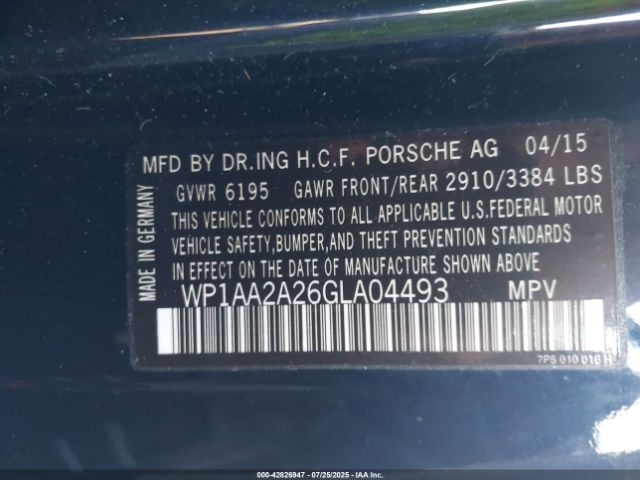 MFD BY DR.ING H.C.F. PORSCHE AG 04/15
GVWR 6195 GAWR FRONT/REAR 2910/3384 LBS
THIS VEHICLE CONFORMS TO ALL APPLICABLE U.S.FEDERAL MOTOR
VEHICLE SAFETY,BUMPER,AND THEFT PREVENTION STANDARDS
IN EFFECT ON THE DATE OF MANUFACTURE SHOWN ABOVE.
WP1AA2A26GLA04493 MPV
MADE IN GERMANY
7P5 010 016 H
000-42826947 | 07/25/2025 | IAA Inc.